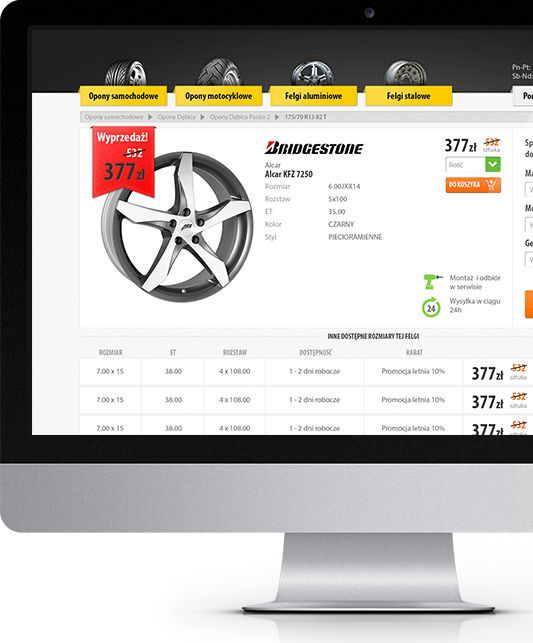 Pn-Pt:
Sb-Nd:
Opony samochodowe
Opony motocyklowe
Felgi aluminiowe
Felgi stalowe
Opony samochodowe Opony Dębica Opony Dębica Passio 2 175/70 R13 82 T
Wyprzedaż!
532
377zł
BRIDGESTONE
Alcar
Alcar KFZ 7250
Rozmiar 6.00JXX14
Rozstaw 5x100
ET 35.00
Kolor CZARNY
Styl PIECIORAMIENNE
377zł 532 sztuka
Ilość
DO KOSZYKA
Montaż i odbiór
w serwisie
24
Wysyłka w ciągu
24h
INNE DOSTĘPNE ROZMIARY TEJ FELGI
ROZMIAR ET ROZSTAW DOSTĘPNOŚĆ RABAT
7.00 x 15 38.00 4 x 108.00 1 - 2 dni robocze Promocja letnia 10% 377zł 532 sztuka
7.00 x 15 38.00 4 x 108.00 1 - 2 dni robocze Promocja letnia 10% 377zł 532 sztuka
7.00 x 15 38.00 4 x 108.00 1 - 2 dni robocze Promocja letnia 10% 377zł 532